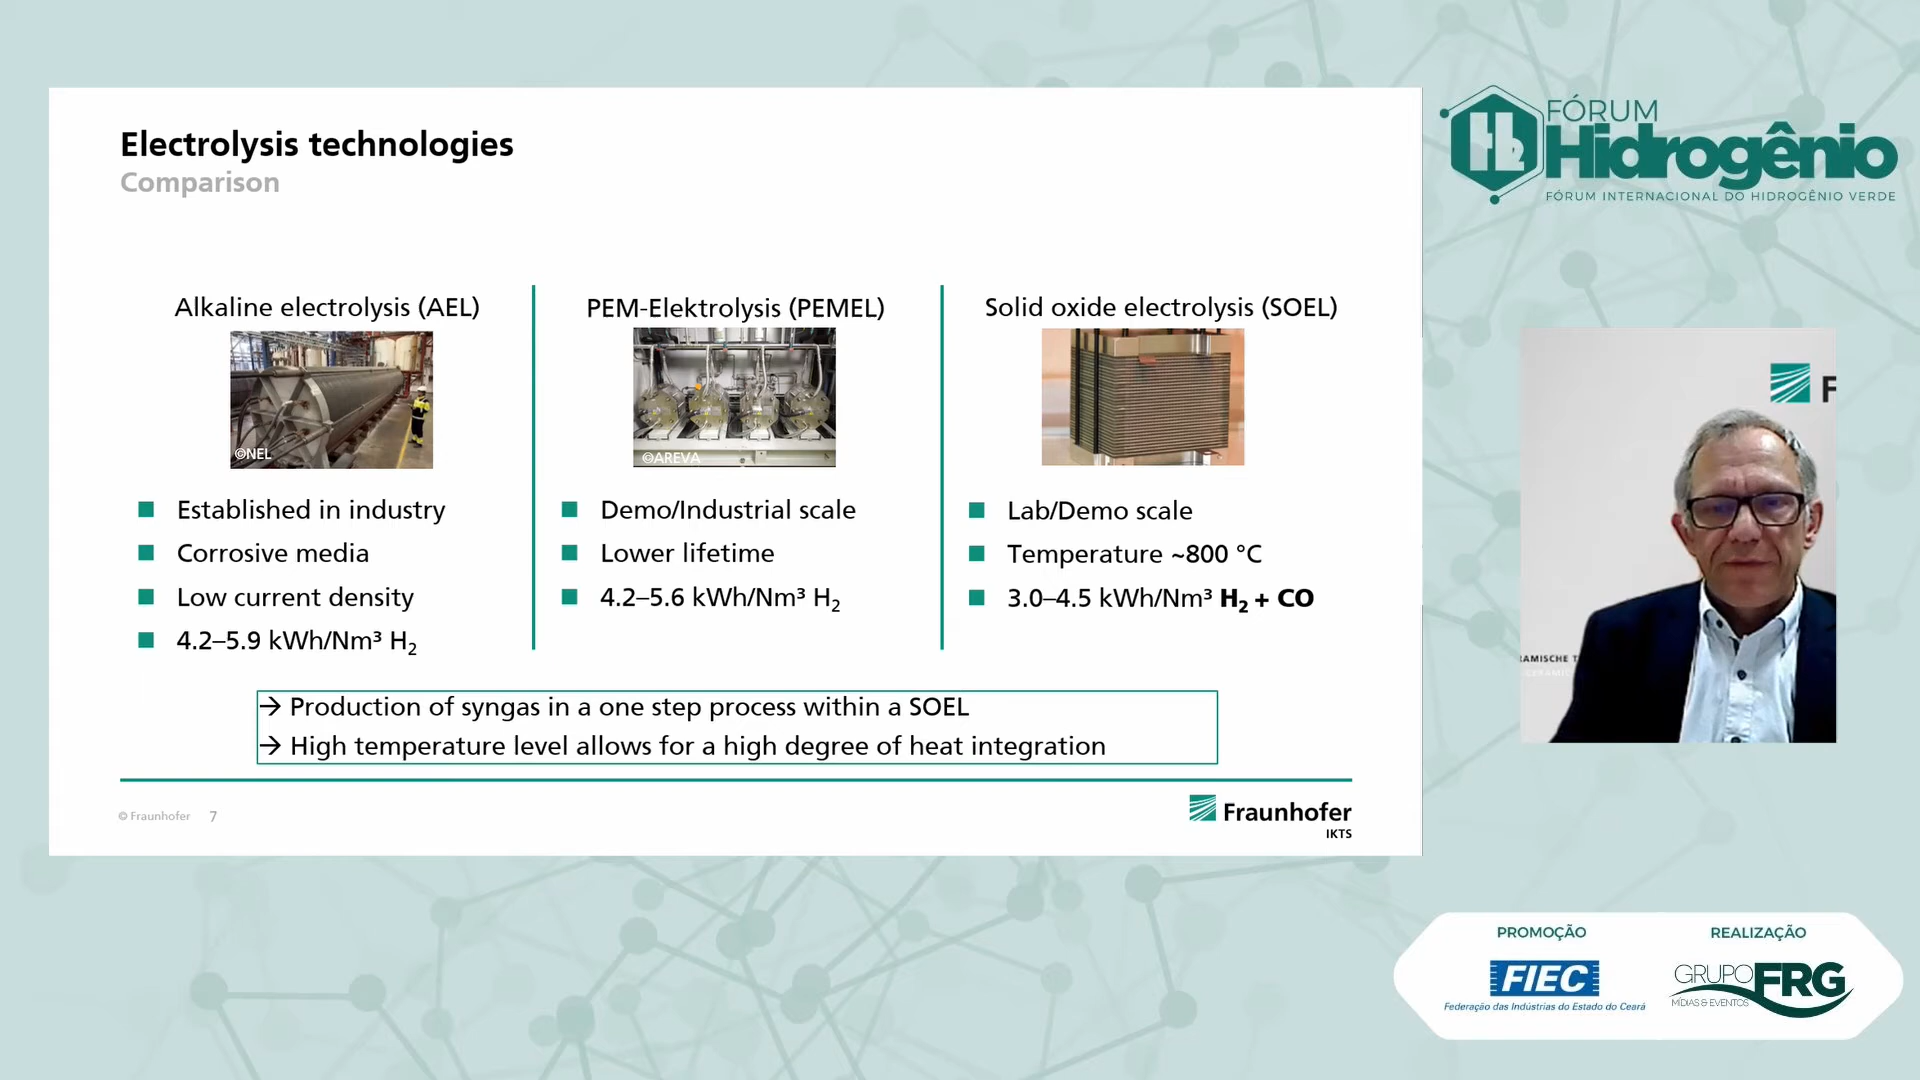 Electrolysis technologies
Comparison
Alkaline electrolysis (AEL)
©NEL
Established in industry
Corrosive media
Low current density
4.2–5.9 kWh/Nm³ H₂
PEM-Elektrolysis (PEMEL)
©AREVA
Demo/Industrial scale
Lower lifetime
4.2–5.6 kWh/Nm³ H₂
Solid oxide electrolysis (SOEL)
Lab/Demo scale
Temperature ~800 °C
3.0–4.5 kWh/Nm³ H₂ + CO
→ Production of syngas in a one step process within a SOEL
→ High temperature level allows for a high degree of heat integration
© Fraunhofer 7
Fraunhofer
IKTS
H2
FÓRUM
Hidrogênio
FÓRUM INTERNACIONAL DO HIDROGÊNIO VERDE
F
RAMISCHE T
PROMOÇÃO
FIEC
Federação das Indústrias do Estado do Ceará
REALIZAÇÃO
GRUPO FRG
MÍDIAS & EVENTOS